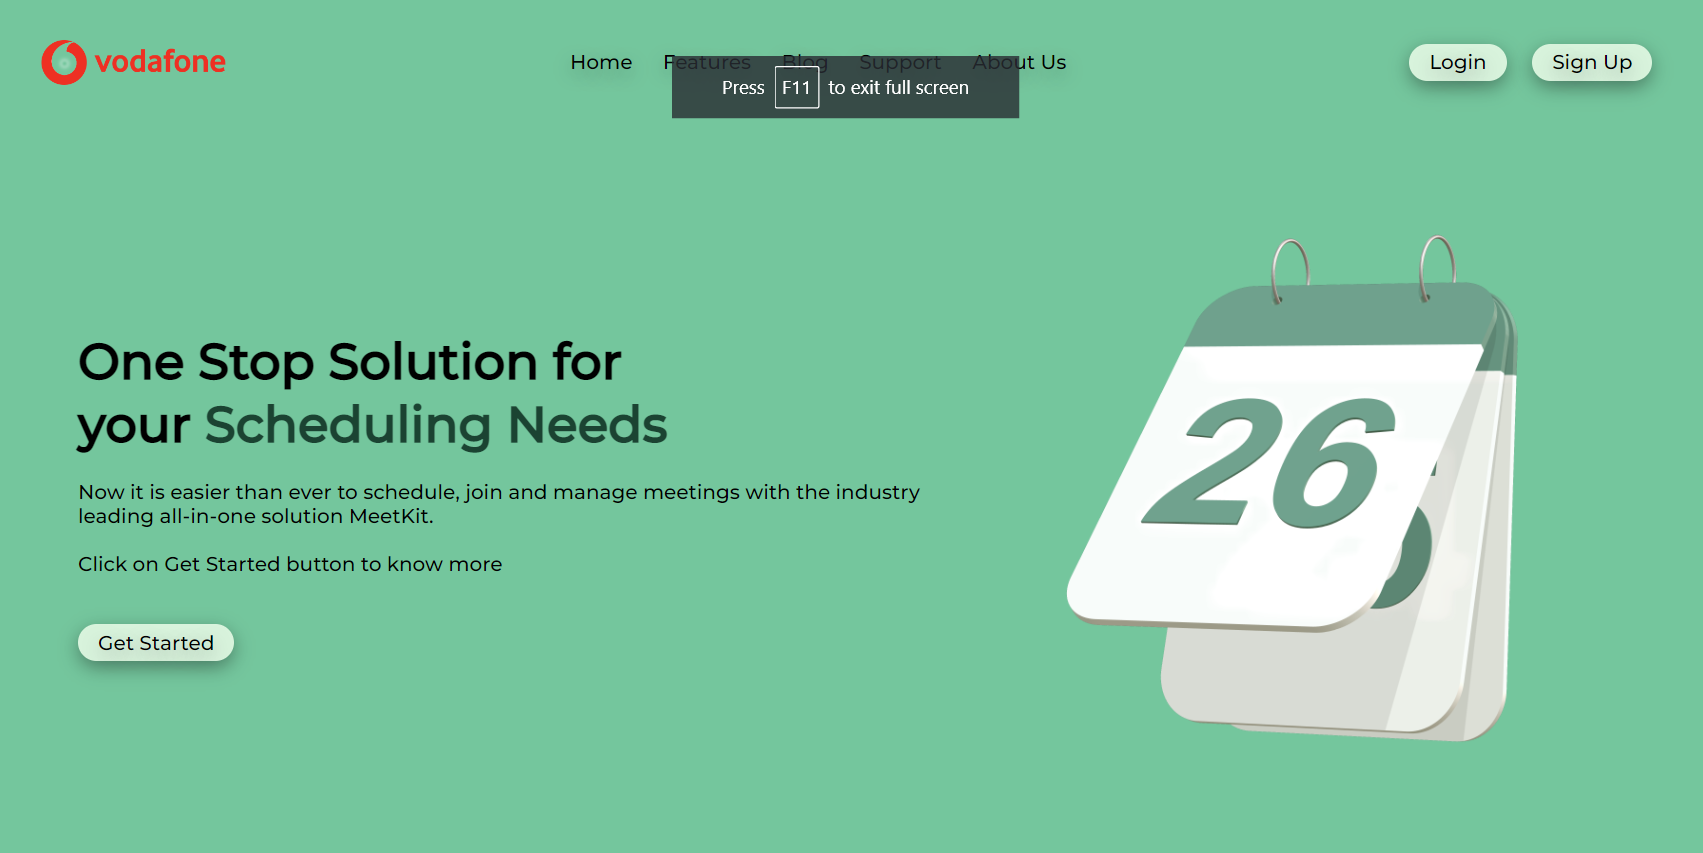 vodafone
Home Features Blog Support About Us
Login
Sign Up
Press F11 to exit full screen
One Stop Solution for
your Scheduling Needs
Now it is easier than ever to schedule, join and manage meetings with the industry
leading all-in-one solution MeetKit.
Click on Get Started button to know more
Get Started
26